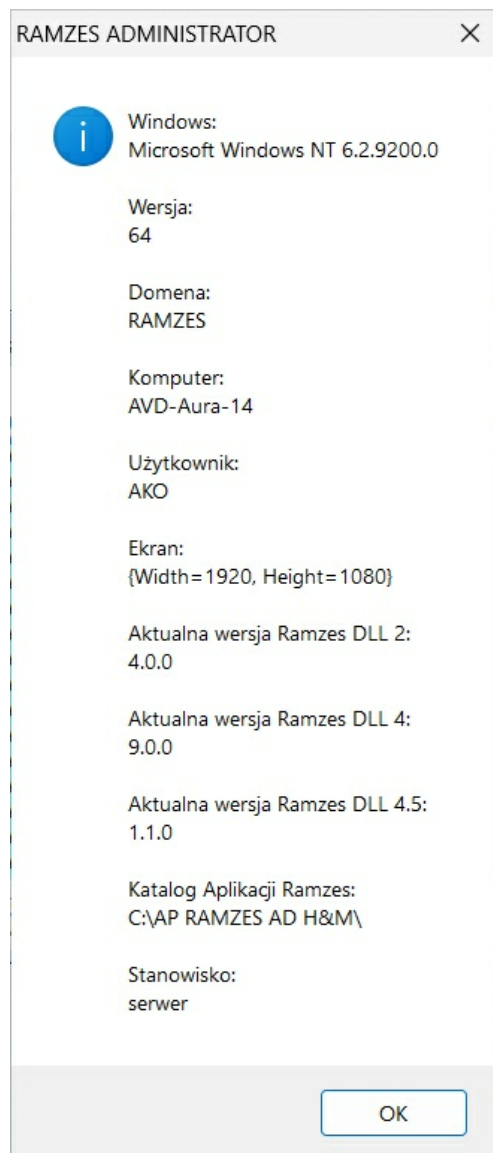 RAMZES ADMINISTRATOR
Windows:
Microsoft Windows NT 6.2.9200.0
Wersja:
64
Domena:
RAMZES
Komputer:
AVD-Aura-14
Użytkownik:
AKO
Ekran:
{Width=1920, Height=1080}
Aktualna wersja Ramzes DLL 2:
4.0.0
Aktualna wersja Ramzes DLL 4:
9.0.0
Aktualna wersja Ramzes DLL 4.5:
1.1.0
Katalog Aplikacji Ramzes:
C:\AP RAMZES AD H&M\
Stanowisko:
serwer
OK